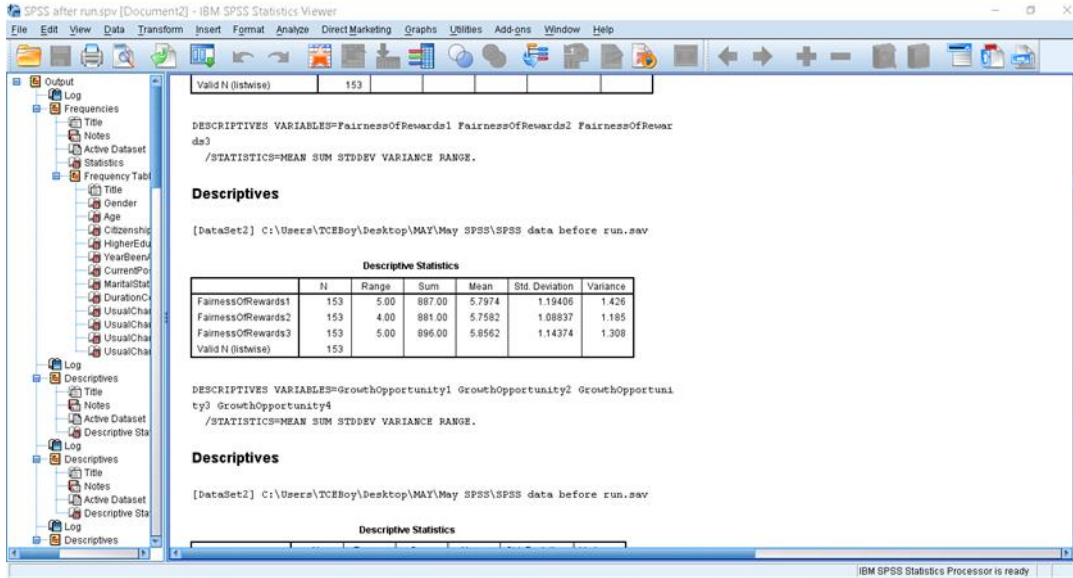 SPSS after run.spv [Document2] - IBM SPSS Statistics Viewer
File Edit View Data Transform Insert Format Analyze Direct Marketing Graphs Utilities Add-ons Window Help
Output
Log
Frequencies
Title
Notes
Active Dataset
Statistics
Frequency Tabl
Title
Gender
Age
Citizenship
HigherEdu
YearBeenA
CurrentPo
MaritalStat
DurationC
UsualChar
UsualChar
UsualChar
UsualChar
Log
Descriptives
Title
Notes
Active Dataset
Descriptive Sta
Log
Descriptives
Title
Notes
Active Dataset
Descriptive Sta
Log
Descriptives
Valid N (listwise) 153
DESCRIPTIVES VARIABLES=FairnessOfRewards1 FairnessOfRewards2 FairnessOfRewar
ds3
/STATISTICS=MEAN SUM STDDEV VARIANCE RANGE.
Descriptives
[DataSet2] C:\Users\TCEBoy\Desktop\MAY\May SPSS\SPSS data before run.sav
Descriptive Statistics
N Range Sum Mean Std. Deviation Variance
FairnessOfRewards1 153 5.00 887.00 5.7974 1.19406 1.426
FairnessOfRewards2 153 4.00 881.00 5.7582 1.08837 1.185
FairnessOfRewards3 153 5.00 896.00 5.8562 1.14374 1.308
Valid N (listwise) 153
DESCRIPTIVES VARIABLES=GrowthOpportunity1 GrowthOpportunity2 GrowthOpportuni
ty3 GrowthOpportunity4
/STATISTICS=MEAN SUM STDDEV VARIANCE RANGE.
Descriptives
[DataSet2] C:\Users\TCEBoy\Desktop\MAY\May SPSS\SPSS data before run.sav
Descriptive Statistics
IBM SPSS Statistics Processor is ready